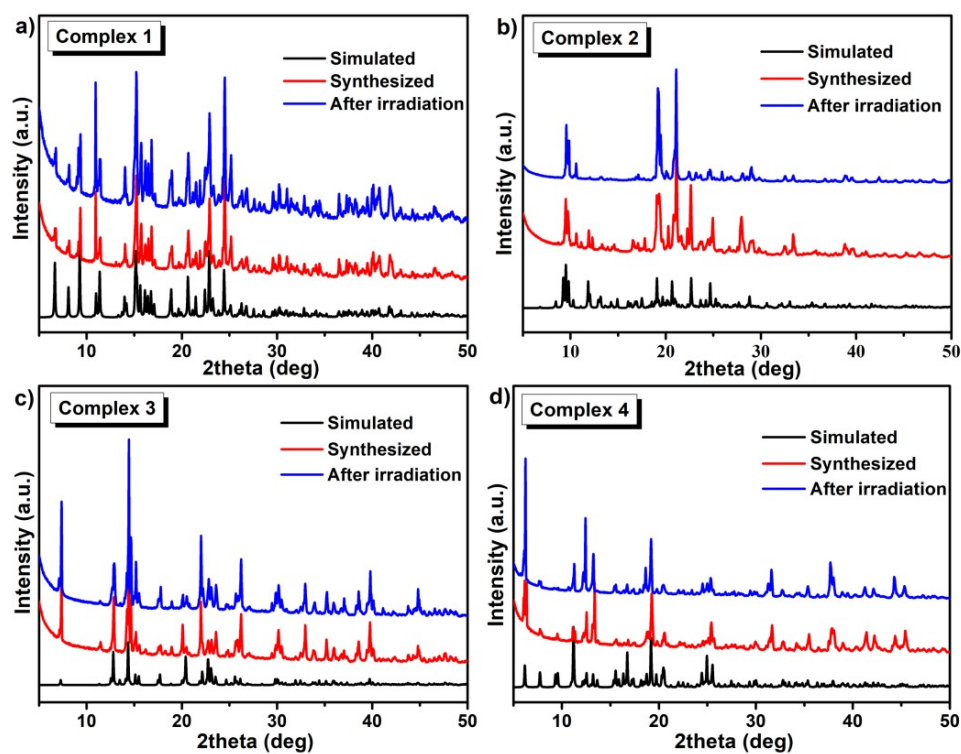 a)
Complex 1
Simulated
Synthesized
After irradiation
Intensity (a.u.)
10 20 30 40 50
2theta (deg)
b)
Complex 2
Simulated
Synthesized
After irradiation
Intensity (a.u.)
10 20 30 40 50
2theta (deg)
c)
Complex 3
Simulated
Synthesized
After irradiation
Intensity (a.u.)
10 20 30 40 50
2theta (deg)
d)
Complex 4
Simulated
Synthesized
After irradiation
Intensity (a.u.)
10 20 30 40 50
2theta (deg)